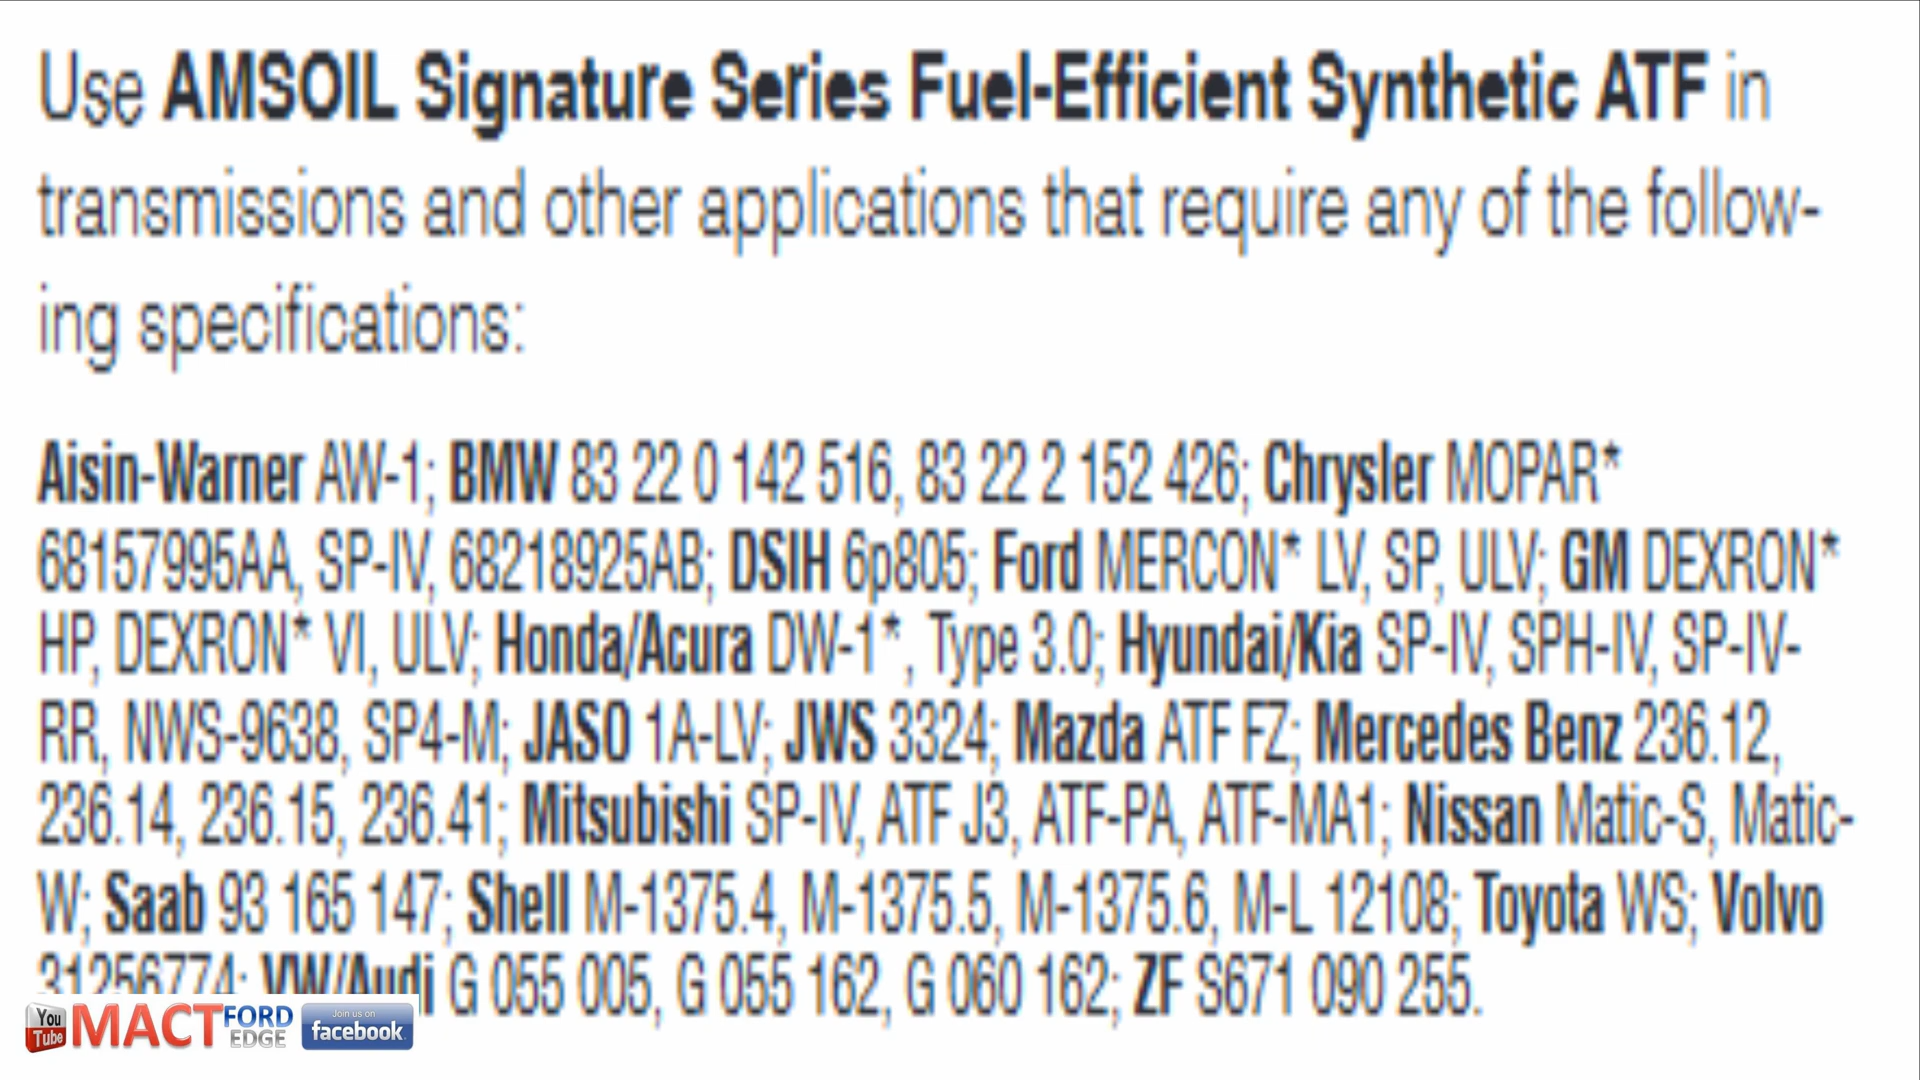 Use AMSOIL Signature Series Fuel-Efficient Synthetic ATF in
transmissions and other applications that require any of the follow-
ing specifications:
Aisin-Warner AW-1; BMW 83 22 0 142 516, 83 22 2 152 426; Chrysler MOPAR*
68157995AA, SP-IV, 68218925AB; DSIH 6p805; Ford MERCON* LV, SP, ULV; GM DEXRON*
HP, DEXRON* VI, ULV; Honda/Acura DW-1*, Type 3.0; Hyundai/Kia SP-IV, SPH-IV, SP-IV-
RR, NWS-9638, SP4-M; JASO 1A-LV; JWS 3324; Mazda ATF FZ; Mercedes Benz 236.12,
236.14, 236.15, 236.41; Mitsubishi SP-IV, ATF J3, ATF-PA, ATF-MA1; Nissan Matic-S, Matic-
W; Saab 93 165 147; Shell M-1375.4, M-1375.5, M-1375.6, M-L 12108; Toyota WS; Volvo
31256774; VW/Audi G 055 005, G 055 162, G 060 162; ZF S671 090 255.
You
Tube
MACT
FORD
EDGE
Join us on
facebook